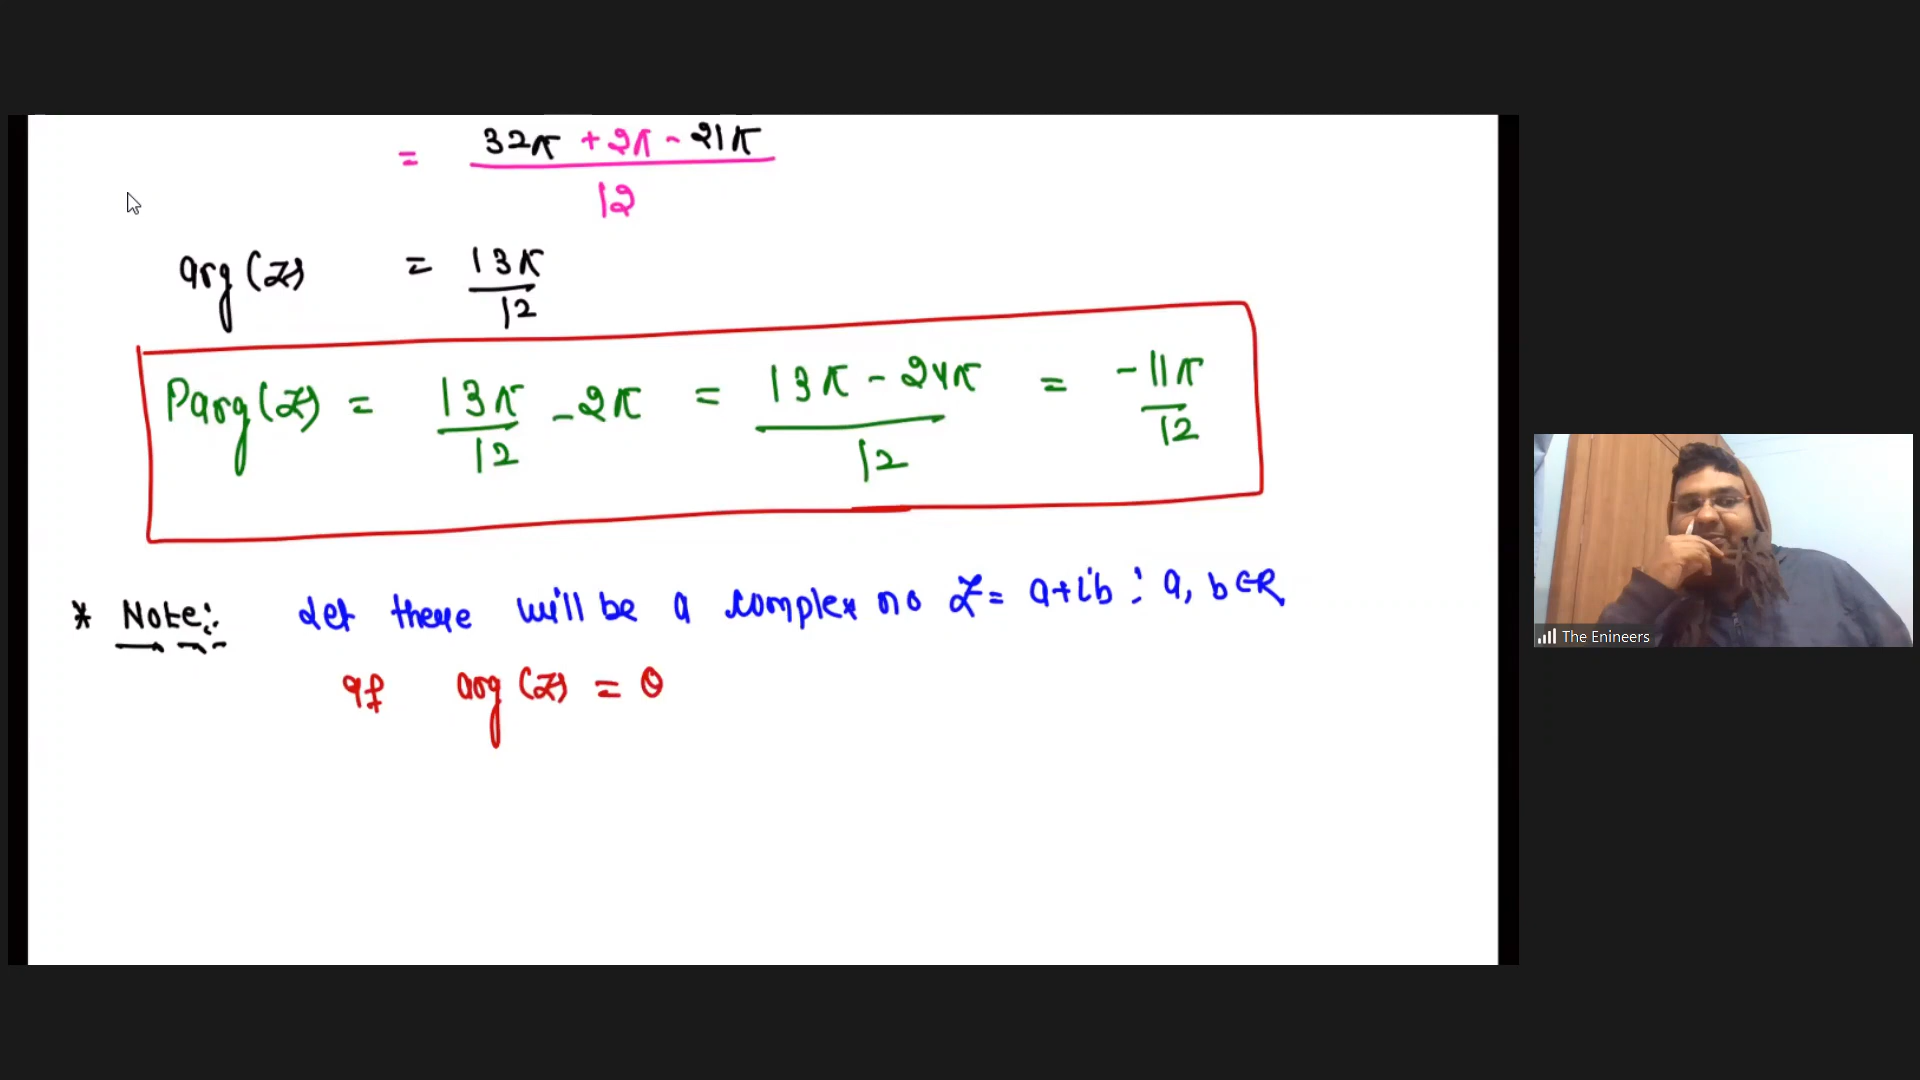 = 32π + 2π - 21π / 12
arg(z) = 13π / 12
Parg(z) = 13π/12 - 2π = 13π - 24π / 12 = -11π / 12
* Note:- Let there will be a complex no Z = a+ib : a, b ∈ R
If arg(z) = θ
The Enineers